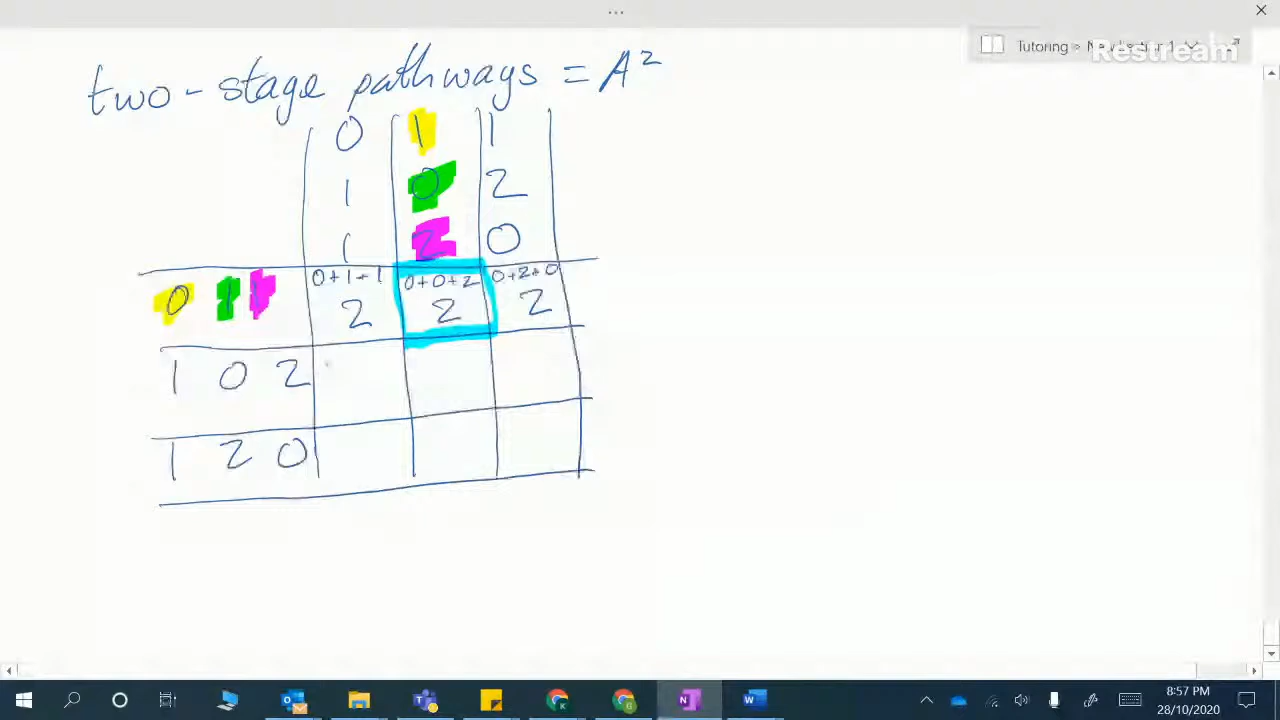 ...
Tutoring > 
Restream
two-stage pathways = A²
0 1 1
1 0 2
1 2 0
0+1+1 0+0+2 0+2+0
0 1 1 2 2 2
1 0 2
1 2 0
8:57 PM
28/10/2020